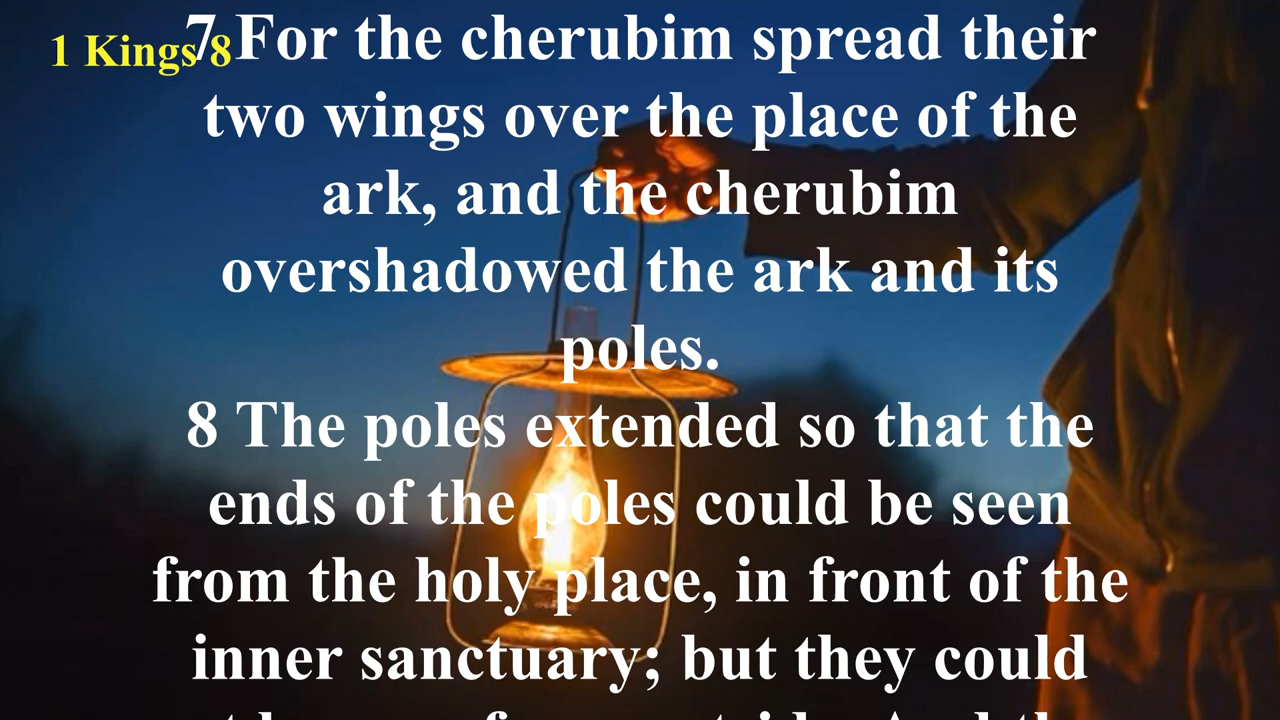 1 Kings 8
7 For the cherubim spread their
two wings over the place of the
ark, and the cherubim
overshadowed the ark and its
poles.
8 The poles extended so that the
ends of the poles could be seen
from the holy place, in front of the
inner sanctuary; but they could